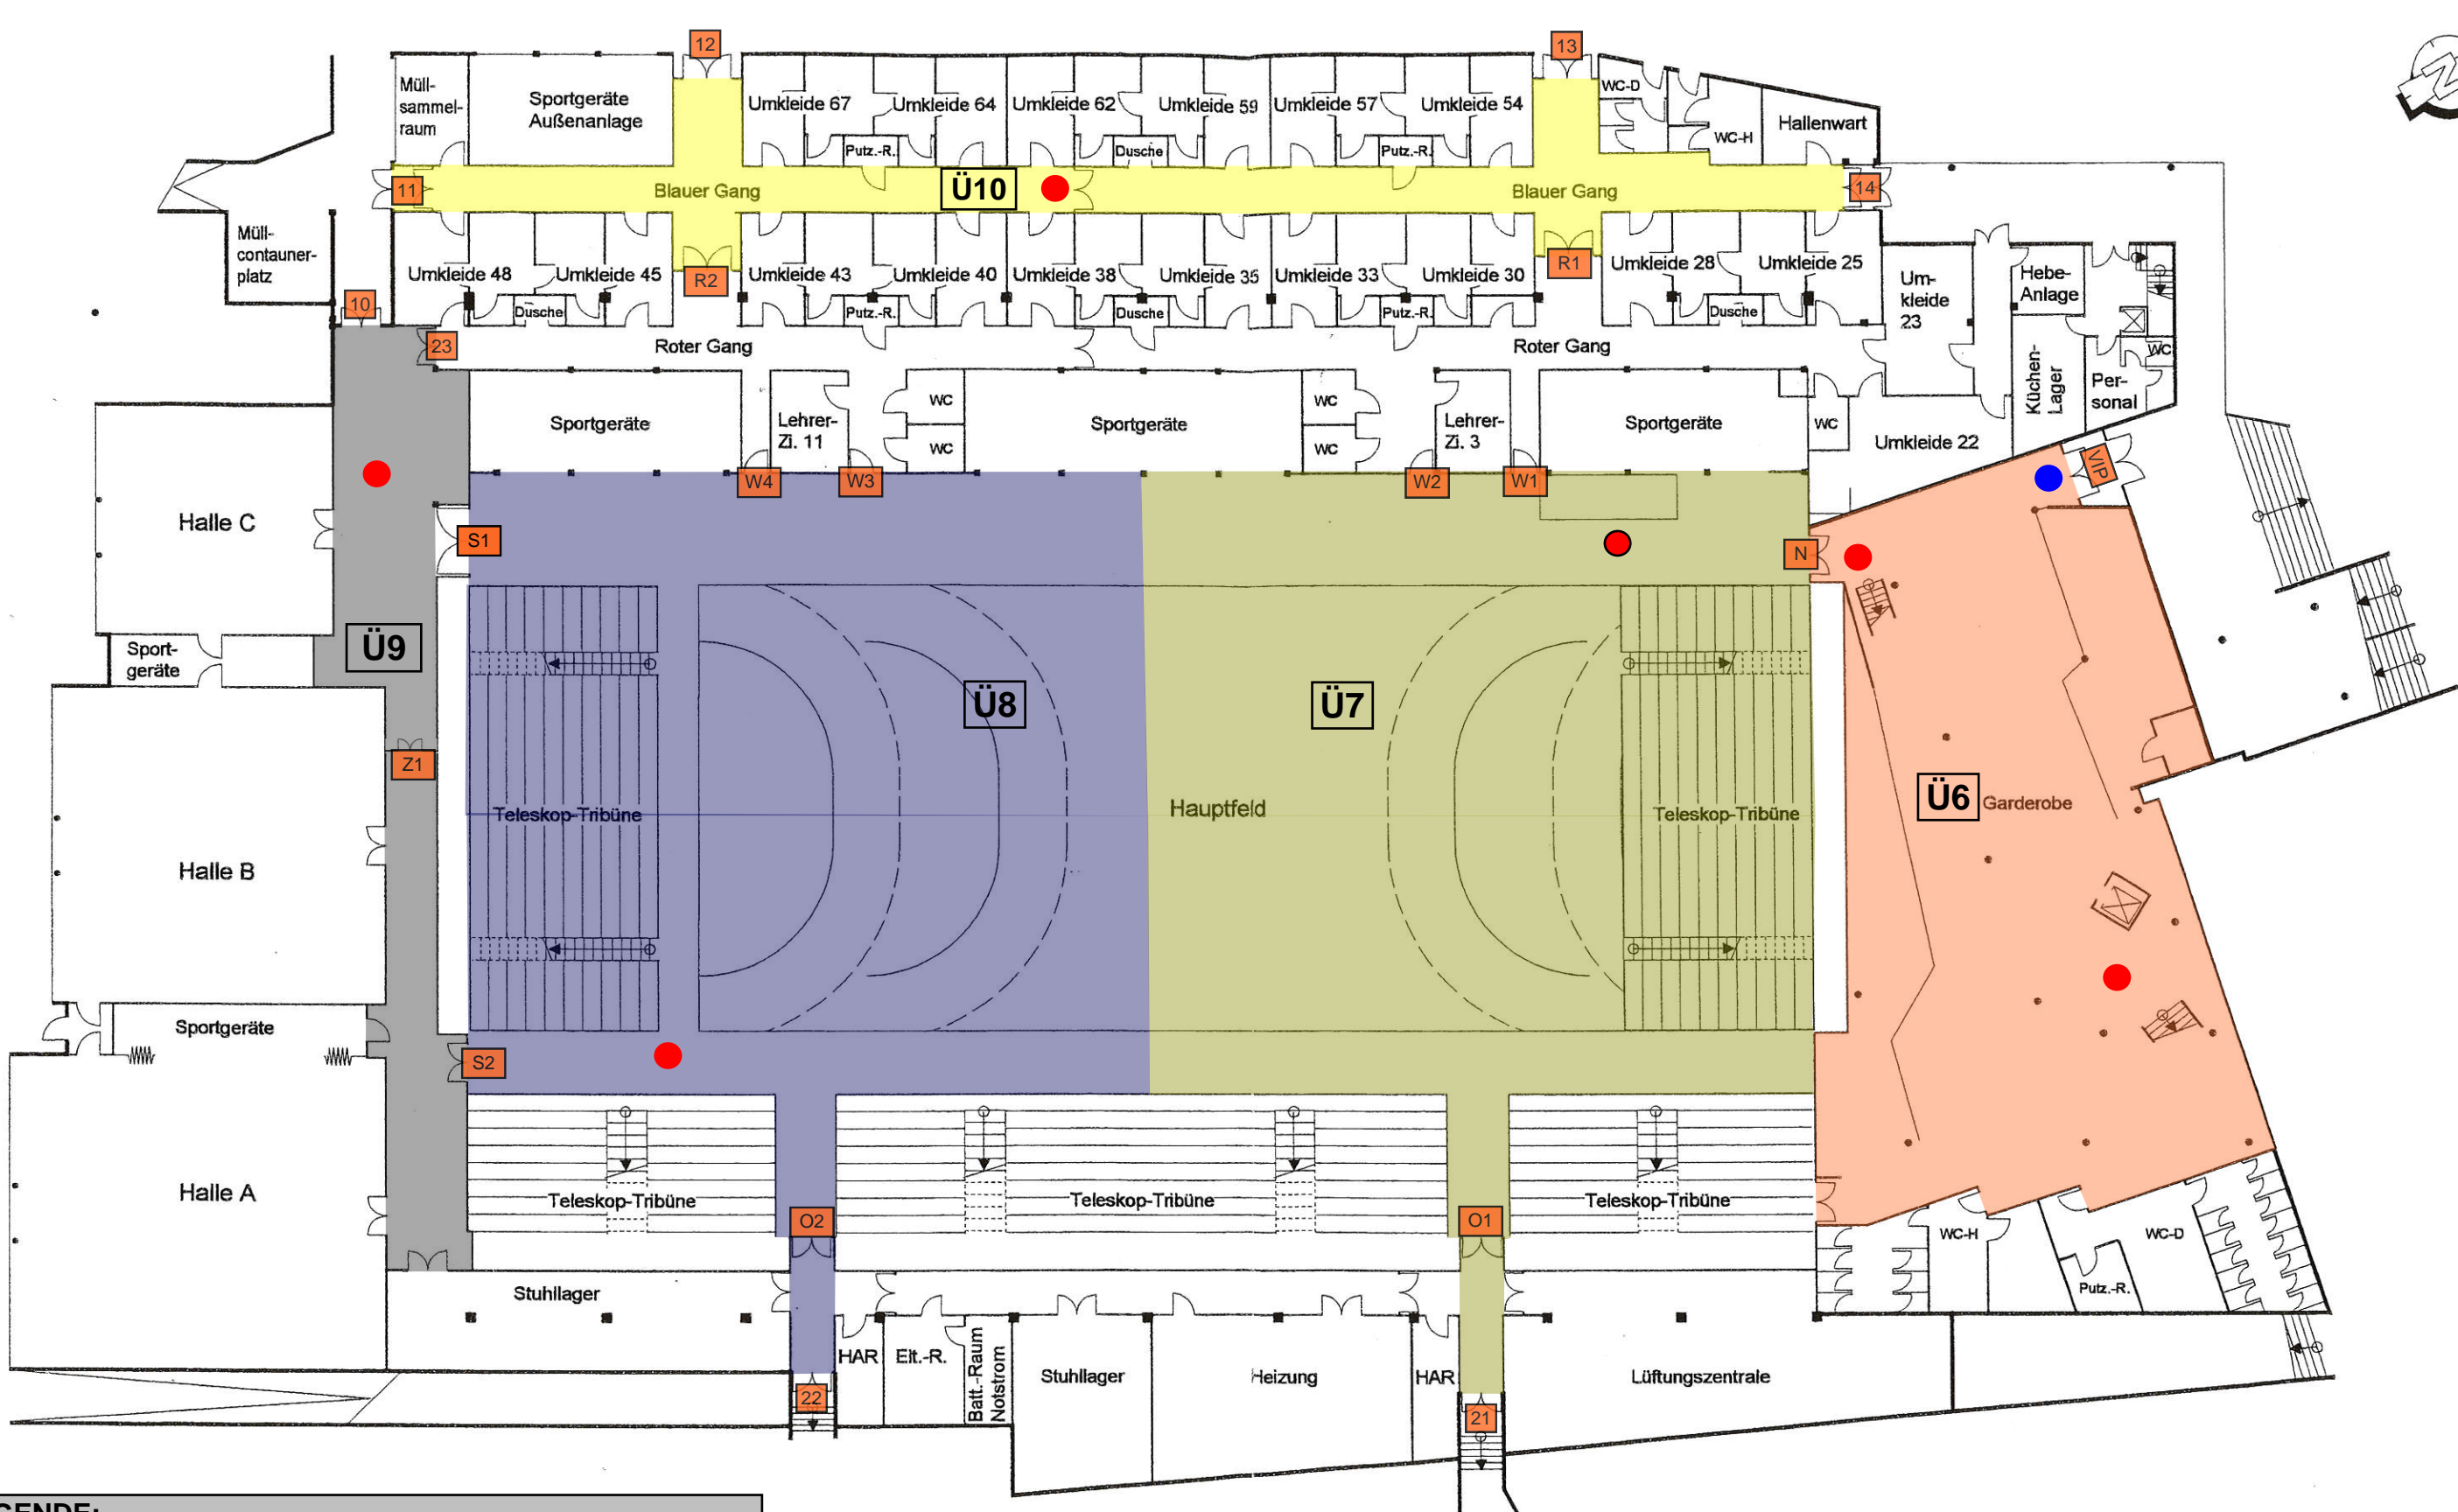 12
13
Müll-
sammel-
raum
Sportgeräte
Außenanlage
Umkleide 67
Umkleide 64
Umkleide 62
Umkleide 59
Umkleide 57
Umkleide 54
WC-D
WC-H
Hallenwart
Putz.-R.
Dusche
Putz.-R.
11
Blauer Gang
Ü10
Blauer Gang
14
Müll-
contauner-
platz
Umkleide 48
Umkleide 45
R2
Umkleide 43
Umkleide 40
Umkleide 38
Umkleide 35
Umkleide 33
Umkleide 30
R1
Umkleide 28
Umkleide 25
Um-
kleide
23
Hebe-
Anlage
10
Dusche
Putz.-R.
Dusche
Putz.-R.
Dusche
23
Roter Gang
Roter Gang
WC
Küchen-
Lager
Per-
sonal
Sportgeräte
Lehrer-
Zi. 11
WC
WC
Sportgeräte
WC
WC
Lehrer-
Zi. 3
Sportgeräte
WC
Umkleide 22
VIP
W4
W3
W2
W1
Halle C
S1
N
Sport-
geräte
Ü9
Ü8
Ü7
Z1
Teleskop-Tribüne
Hauptfeld
Teleskop-Tribüne
Ü6
Garderobe
Halle B
Sportgeräte
S2
Halle A
Teleskop-Tribüne
O2
Teleskop-Tribüne
O1
Teleskop-Tribüne
WC-H
WC-D
Putz.-R.
Stuhllager
HAR
Elt.-R.
Batt.-Raum
Notstrom
Stuhllager
Heizung
HAR
Lüftungszentrale
22
21
GENDE: